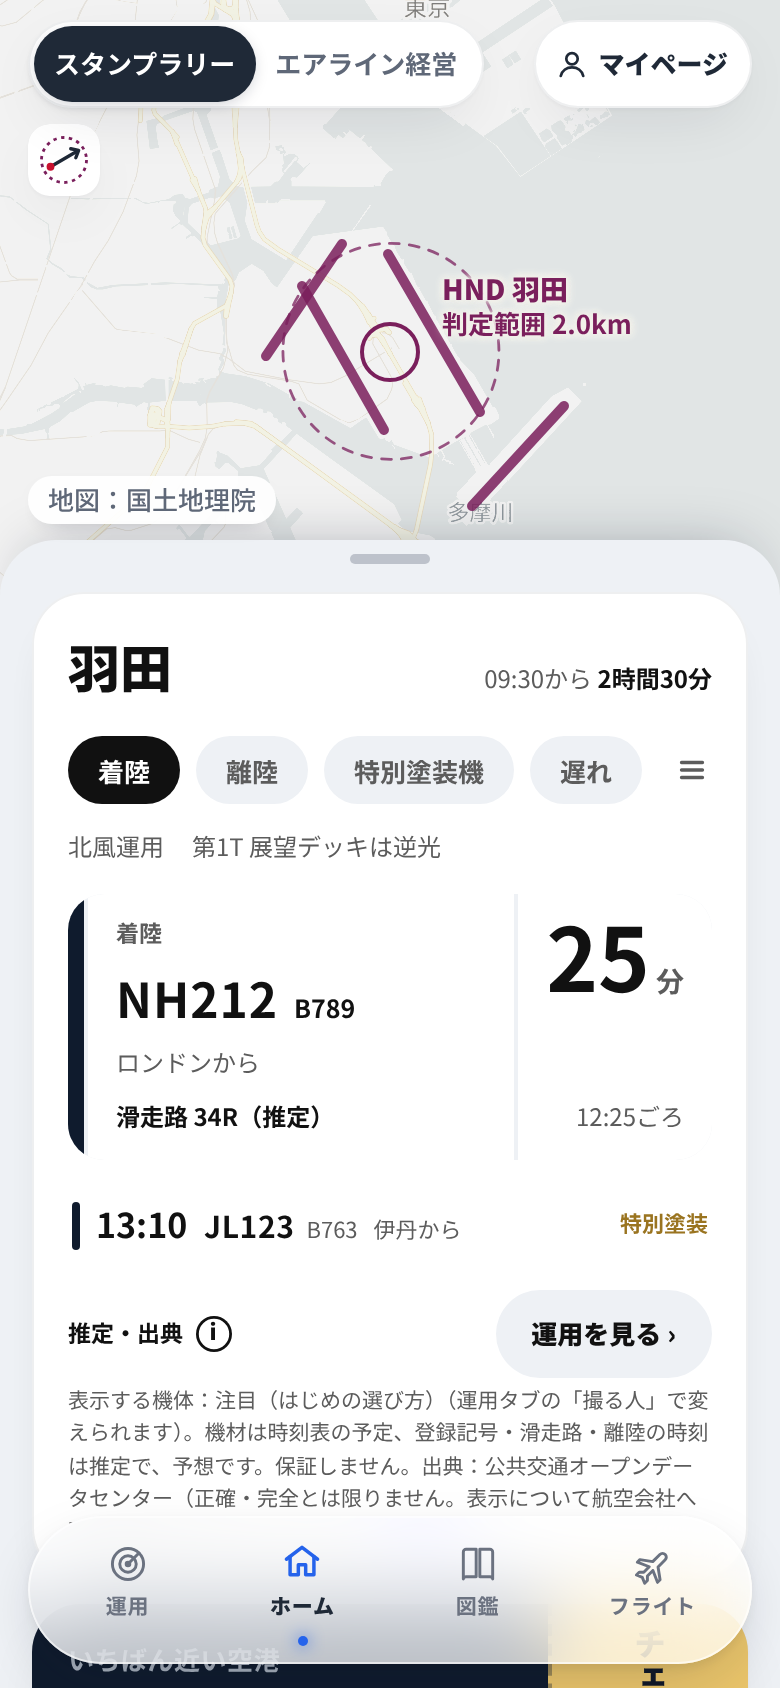 東京
スタンプラリー
エアライン経営
マイページ
HND 羽田
判定範囲 2.0km
地図：国土地理院
多摩川
羽田
09:30から 2時間30分
着陸
離陸
特別塗装機
遅れ
北風運用 第1T 展望デッキは逆光
着陸
NH212 B789
ロンドンから
滑走路 34R（推定）
25分
12:25ごろ
13:10 JL123 B763 伊丹から
特別塗装
推定・出典
運用を見る ›
表示する機体：注目（はじめの選び方）（運用タブの「撮る人」で変
えられます）。機材は時刻表の予定、登録記号・滑走路・離陸の時刻
は推定で、予想です。保証しません。出典：公共交通オープンデー
タセンター（正確・完全とは限りません。表示について航空会社へ
運用
ホーム
図鑑
フライト
いちばん近い空港
チェ